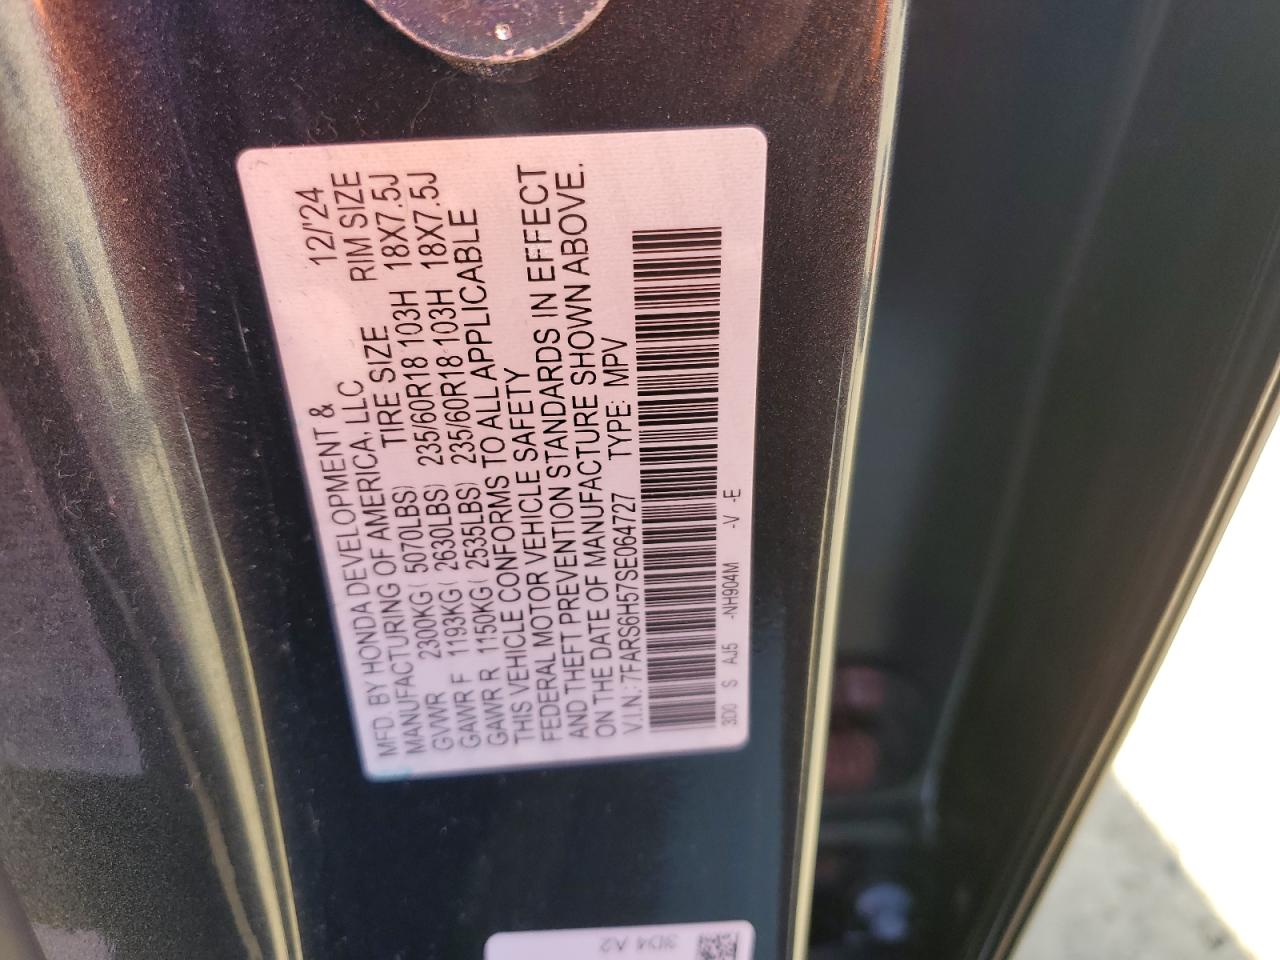 MFD. BY HONDA DEVELOPMENT & 12/'24
MANUFACTURING OF AMERICA, LLC
TIRE SIZE RIM SIZE
GVWR 2300KG ( 5070LBS)
GAWR F 1193KG ( 2630LBS) 235/60R18 103H 18X7.5J
GAWR R 1150KG ( 2535LBS) 235/60R18 103H 18X7.5J
THIS VEHICLE CONFORMS TO ALL APPLICABLE
FEDERAL MOTOR VEHICLE SAFETY
AND THEFT PREVENTION STANDARDS IN EFFECT
ON THE DATE OF MANUFACTURE SHOWN ABOVE.
V.I.N.: 7FARS6H57SE064727 TYPE: MPV
3D0 S AJ5 -NH904M -V -E
3D4 A2